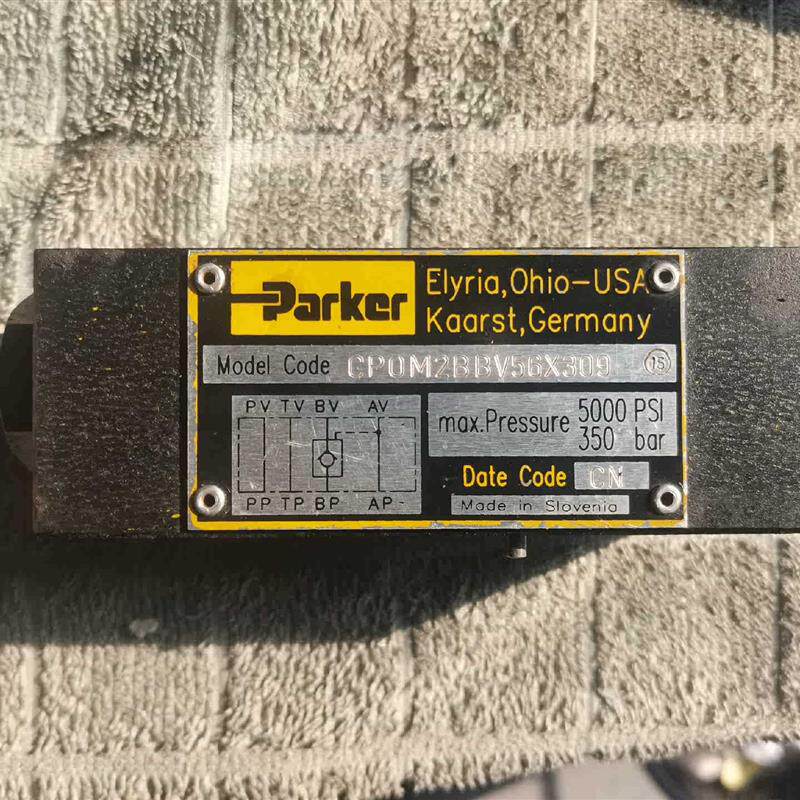 Parker
Elyria, Ohio-USA
Kaarst, Germany
Model Code CPOM2BBV56X309 15
PV TV BV AV
PP TP BP AP
max. Pressure 5000 PSI
350 bar
Date Code CN
Made in Slovenia